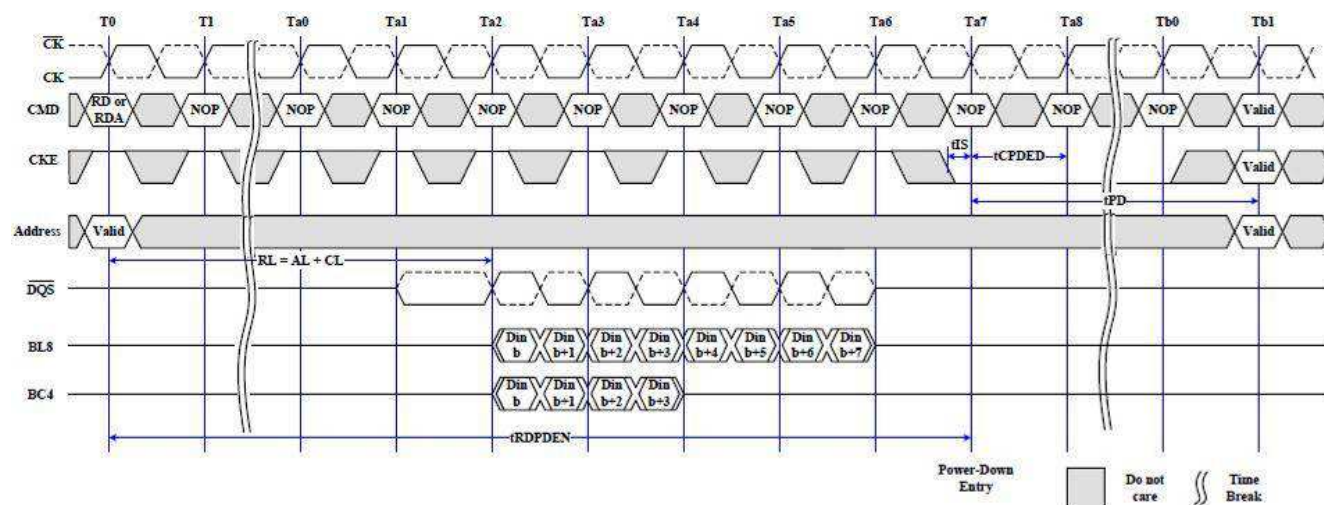 T0 T1 Ta0 Ta1 Ta2 Ta3 Ta4 Ta5 Ta6 Ta7 Ta8 Tb0 Tb1
CK
CK
CMD RD or RDA NOP NOP NOP NOP NOP NOP NOP NOP NOP NOP NOP Valid
CKE tIS tCPDED Valid
tPD
Address Valid Valid
RL = AL + CL
DQS
BL8 Din b Din b+1 Din b+2 Din b+3 Din b+4 Din b+5 Din b+6 Din b+7
BC4 Din b Din b+1 Din b+2 Din b+3
tRDPDEN
Power-Down Entry
Do not care
Time Break